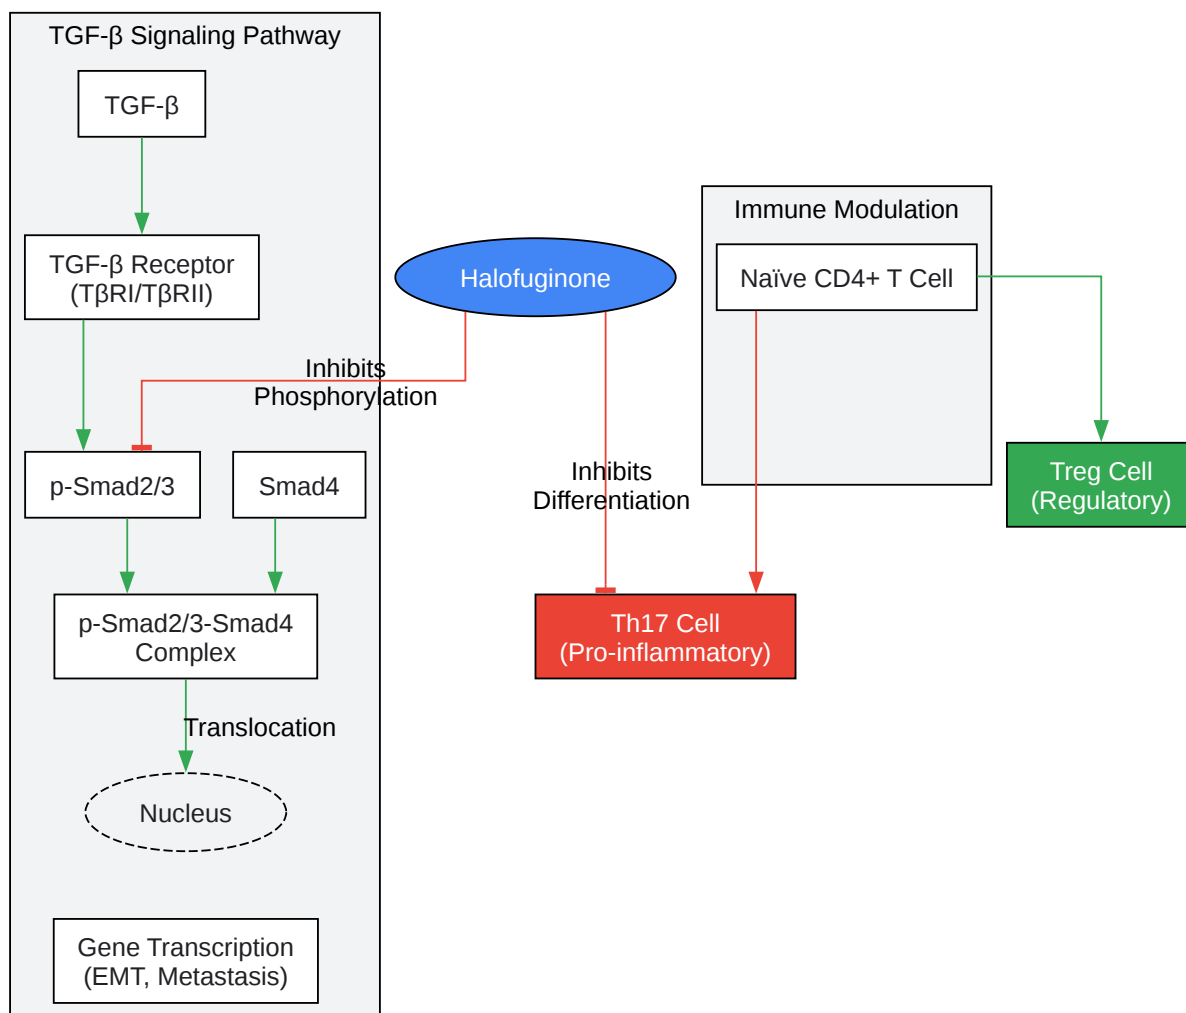 TGF-β Signaling Pathway
TGF-β
TGF-β Receptor
(TβRI/TβRII)
Halofuginone
Immune Modulation
Naïve CD4+ T Cell
Inhibits
Phosphorylation
p-Smad2/3
Smad4
Inhibits
Differentiation
Treg Cell
(Regulatory)
p-Smad2/3-Smad4
Complex
Th17 Cell
(Pro-inflammatory)
Translocation
Nucleus
Gene Transcription
(EMT, Metastasis)